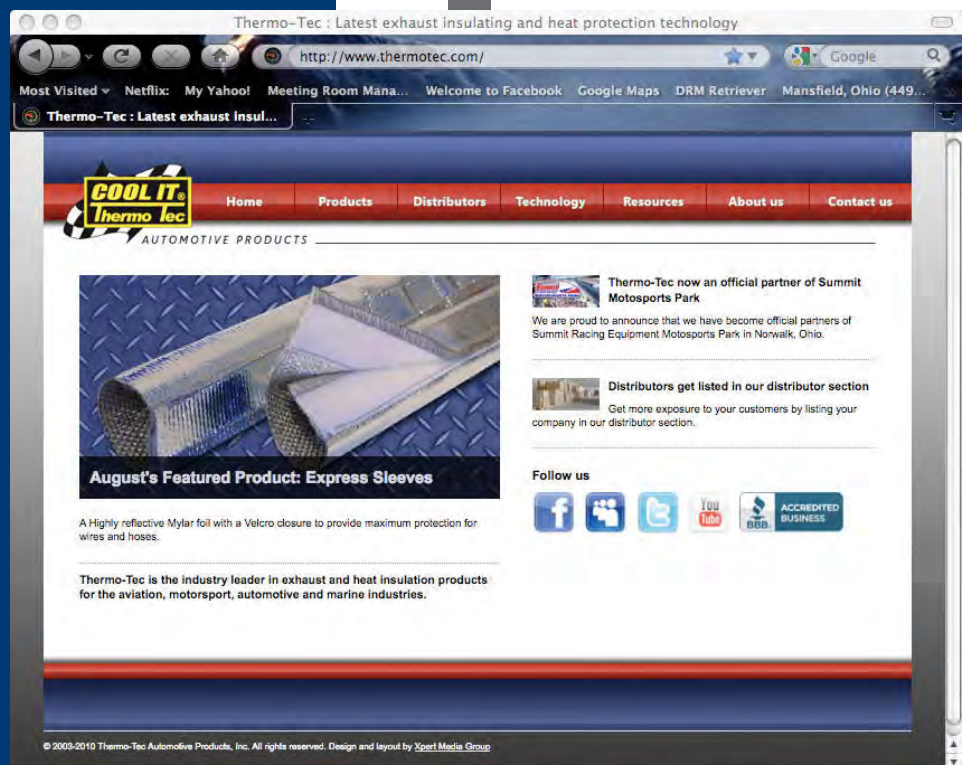 Thermo-Tec : Latest exhaust insulating and heat protection technology
http://www.thermotec.com/
Google
Most Visited Netflix: My Yahoo! Meeting Room Mana... Welcome to Facebook Google Maps DRM Retriever Mansfield, Ohio (449...
Thermo-Tec : Latest exhaust insul...
COOL IT®
Thermo Tec
Home Products Distributors Technology Resources About us Contact us
AUTOMOTIVE PRODUCTS
August's Featured Product: Express Sleeves
A Highly reflective Mylar foil with a Velcro closure to provide maximum protection for
wires and hoses.
Thermo-Tec is the industry leader in exhaust and heat insulation products
for the aviation, motorsport, automotive and marine industries.
Thermo-Tec now an official partner of Summit
Motosports Park
We are proud to announce that we have become official partners of
Summit Racing Equipment Motosports Park in Norwalk, Ohio.
Distributors get listed in our distributor section
Get more exposure to your customers by listing your
company in our distributor section.
Follow us
f
t
You
Tube
BBB.
ACCREDITED
BUSINESS
© 2003-2010 Thermo-Tec Automotive Products, Inc. All rights reserved. Design and layout by Xpert Media Group